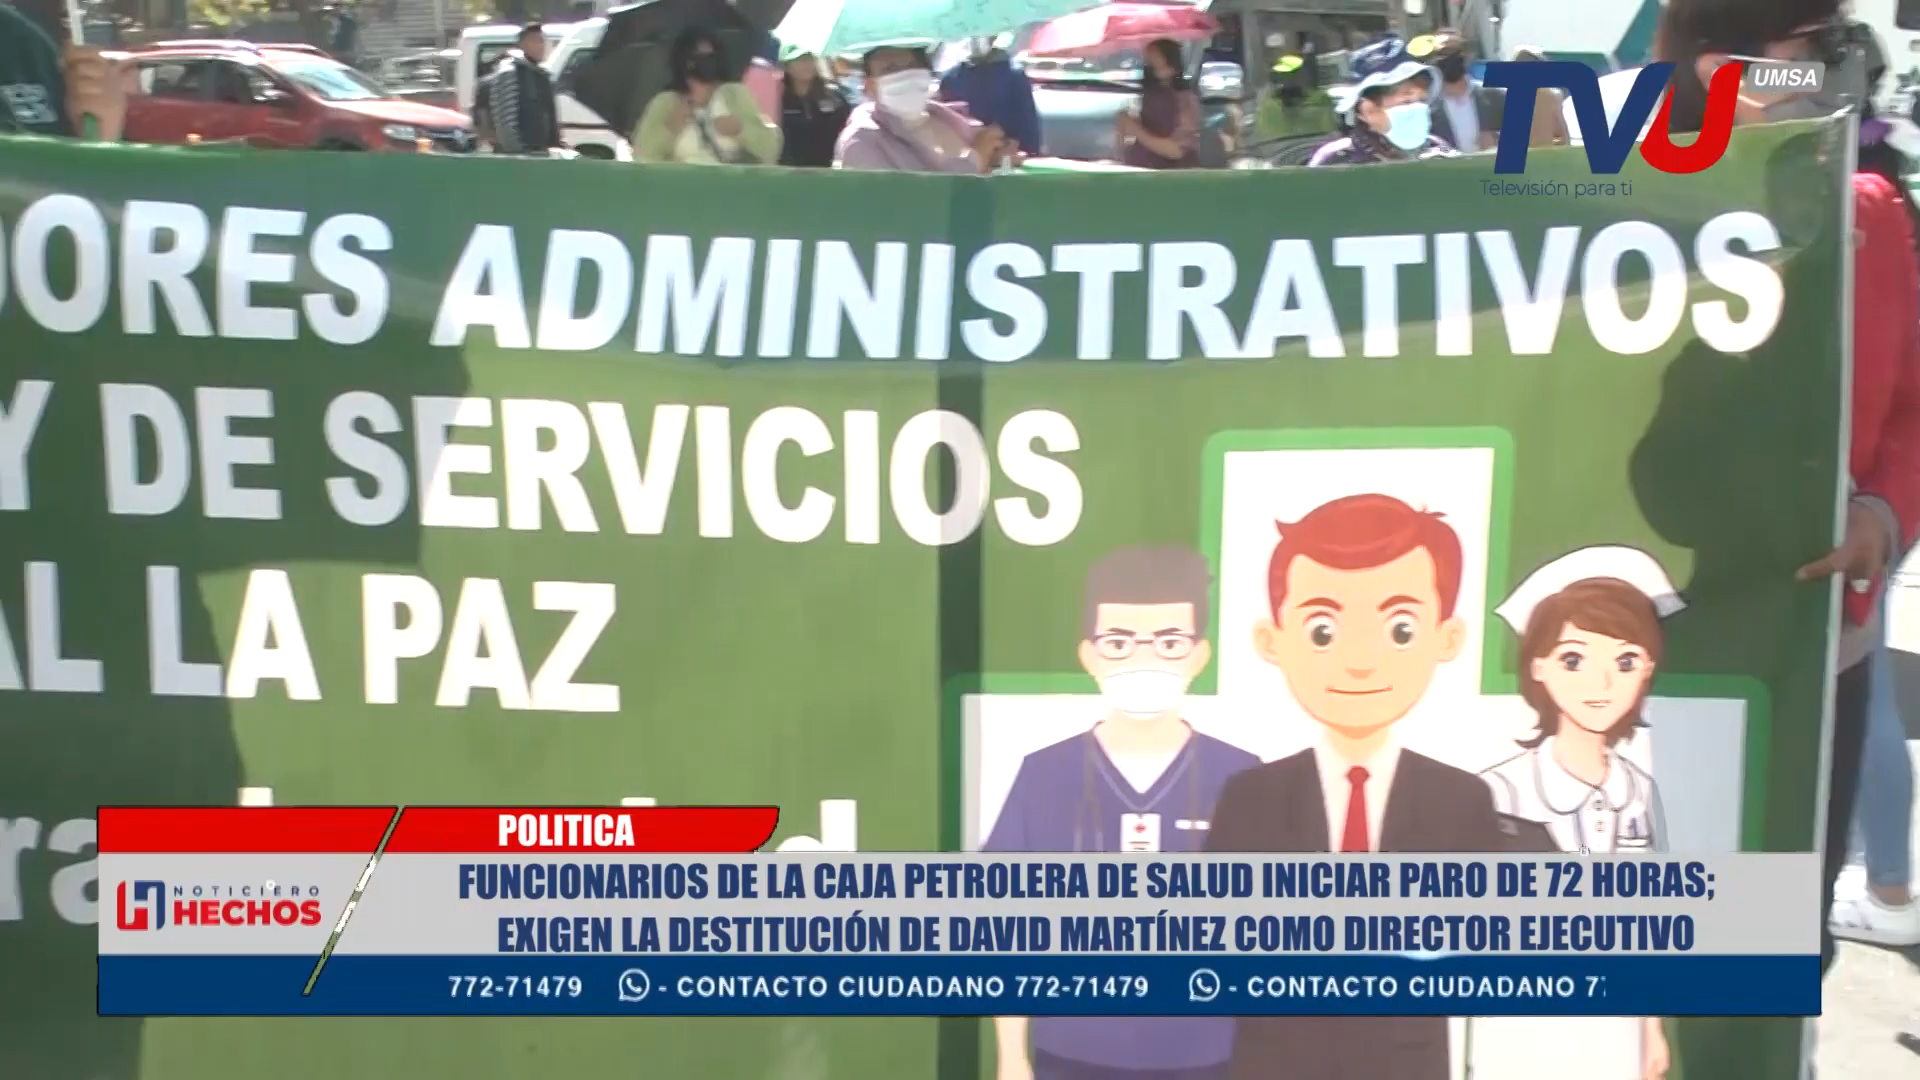 TVU UMSA
Televisión para ti
ADMINISTRATIVOS
Y DE SERVICIOS
LA PAZ
POLITICA
NOTICIERO
HECHOS
FUNCIONARIOS DE LA CAJA PETROLERA DE SALUD INICIAR PARO DE 72 HORAS;
EXIGEN LA DESTITUCIÓN DE DAVID MARTÍNEZ COMO DIRECTOR EJECUTIVO
772-71479 - CONTACTO CIUDADANO 772-71479 - CONTACTO CIUDADANO